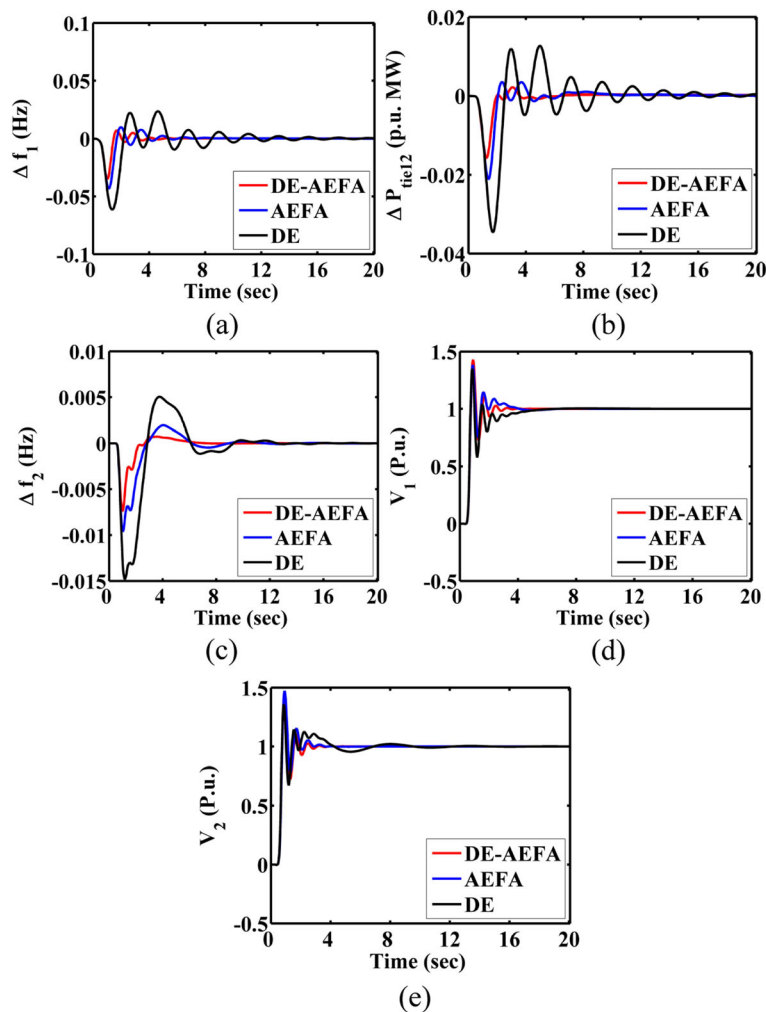 0.1
0.05
0
-0.05
-0.1
Δ f1 (Hz)
DE-AEFA
AEFA
DE
0 4 8 12 16 20
Time (sec)
(a)
0.02
0
-0.02
-0.04
Δ Ptie12 (p.u. MW)
DE-AEFA
AEFA
DE
0 4 8 12 16 20
Time (sec)
(b)
0.01
0.005
0
-0.005
-0.01
-0.015
Δ f2 (Hz)
DE-AEFA
AEFA
DE
0 4 8 12 16 20
Time (sec)
(c)
1.5
1
0.5
0
-0.5
V1 (P.u.)
DE-AEFA
AEFA
DE
0 4 8 12 16 20
Time (sec)
(d)
1.5
1
0.5
0
-0.5
V2 (P.u.)
DE-AEFA
AEFA
DE
0 4 8 12 16 20
Time (sec)
(e)